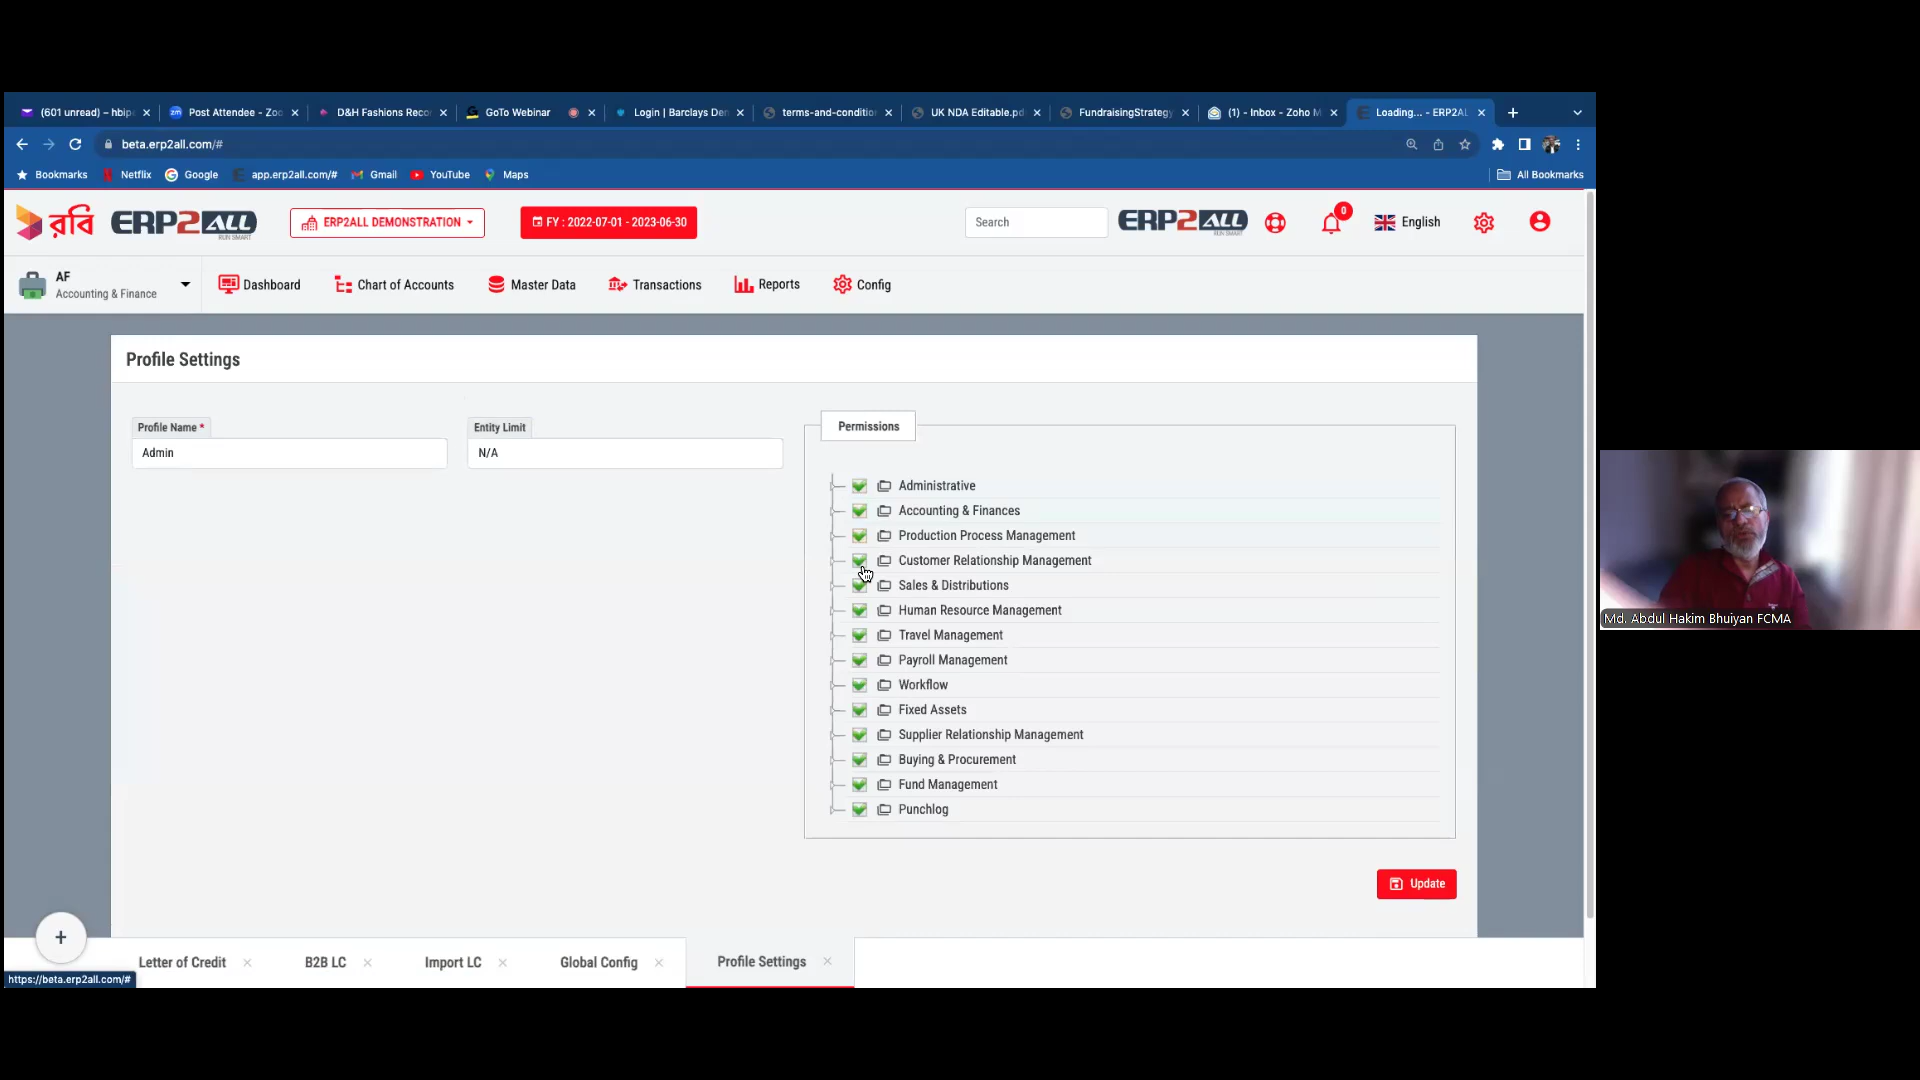 (601 unread) – hbip
Post Attendee - Zoo
D&H Fashions Recor
GoTo Webinar
Login | Barclays Den
terms-and-conditio
UK NDA Editable.pd
FundraisingStrategy
(1) - Inbox - Zoho M
Loading... - ERP2AL
beta.erp2all.com/#
Bookmarks
Netflix
Google
app.erp2all.com/#
Gmail
YouTube
Maps
All Bookmarks
রবি
ERP2ALL
RUN SMART
ERP2ALL DEMONSTRATION
FY : 2022-07-01 - 2023-06-30
Search
ERP2ALL
RUN SMART
0
English
AF
Accounting & Finance
Dashboard
Chart of Accounts
Master Data
Transactions
Reports
Config
Profile Settings
Profile Name *
Admin
Entity Limit
N/A
Permissions
Administrative
Accounting & Finances
Production Process Management
Customer Relationship Management
Sales & Distributions
Human Resource Management
Travel Management
Payroll Management
Workflow
Fixed Assets
Supplier Relationship Management
Buying & Procurement
Fund Management
Punchlog
Update
Md. Abdul Hakim Bhuiyan FCMA
+
Letter of Credit
B2B LC
Import LC
Global Config
Profile Settings
https://beta.erp2all.com/#